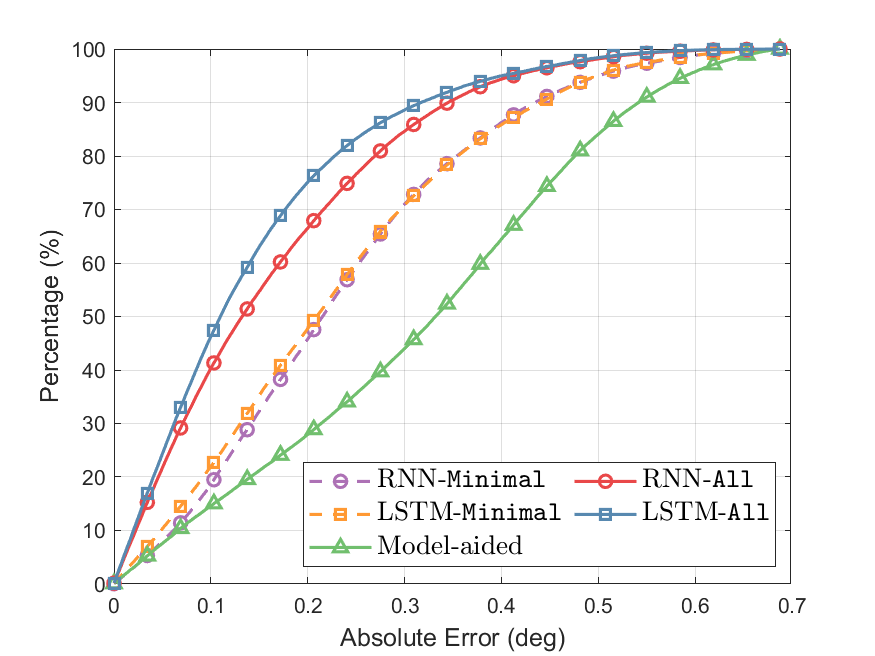 100
90
80
70
60
50
40
30
20
10
0
Percentage (%)
RNN-Minimal
RNN-All
LSTM-Minimal
LSTM-All
Model-aided
0 0.1 0.2 0.3 0.4 0.5 0.6 0.7
Absolute Error (deg)